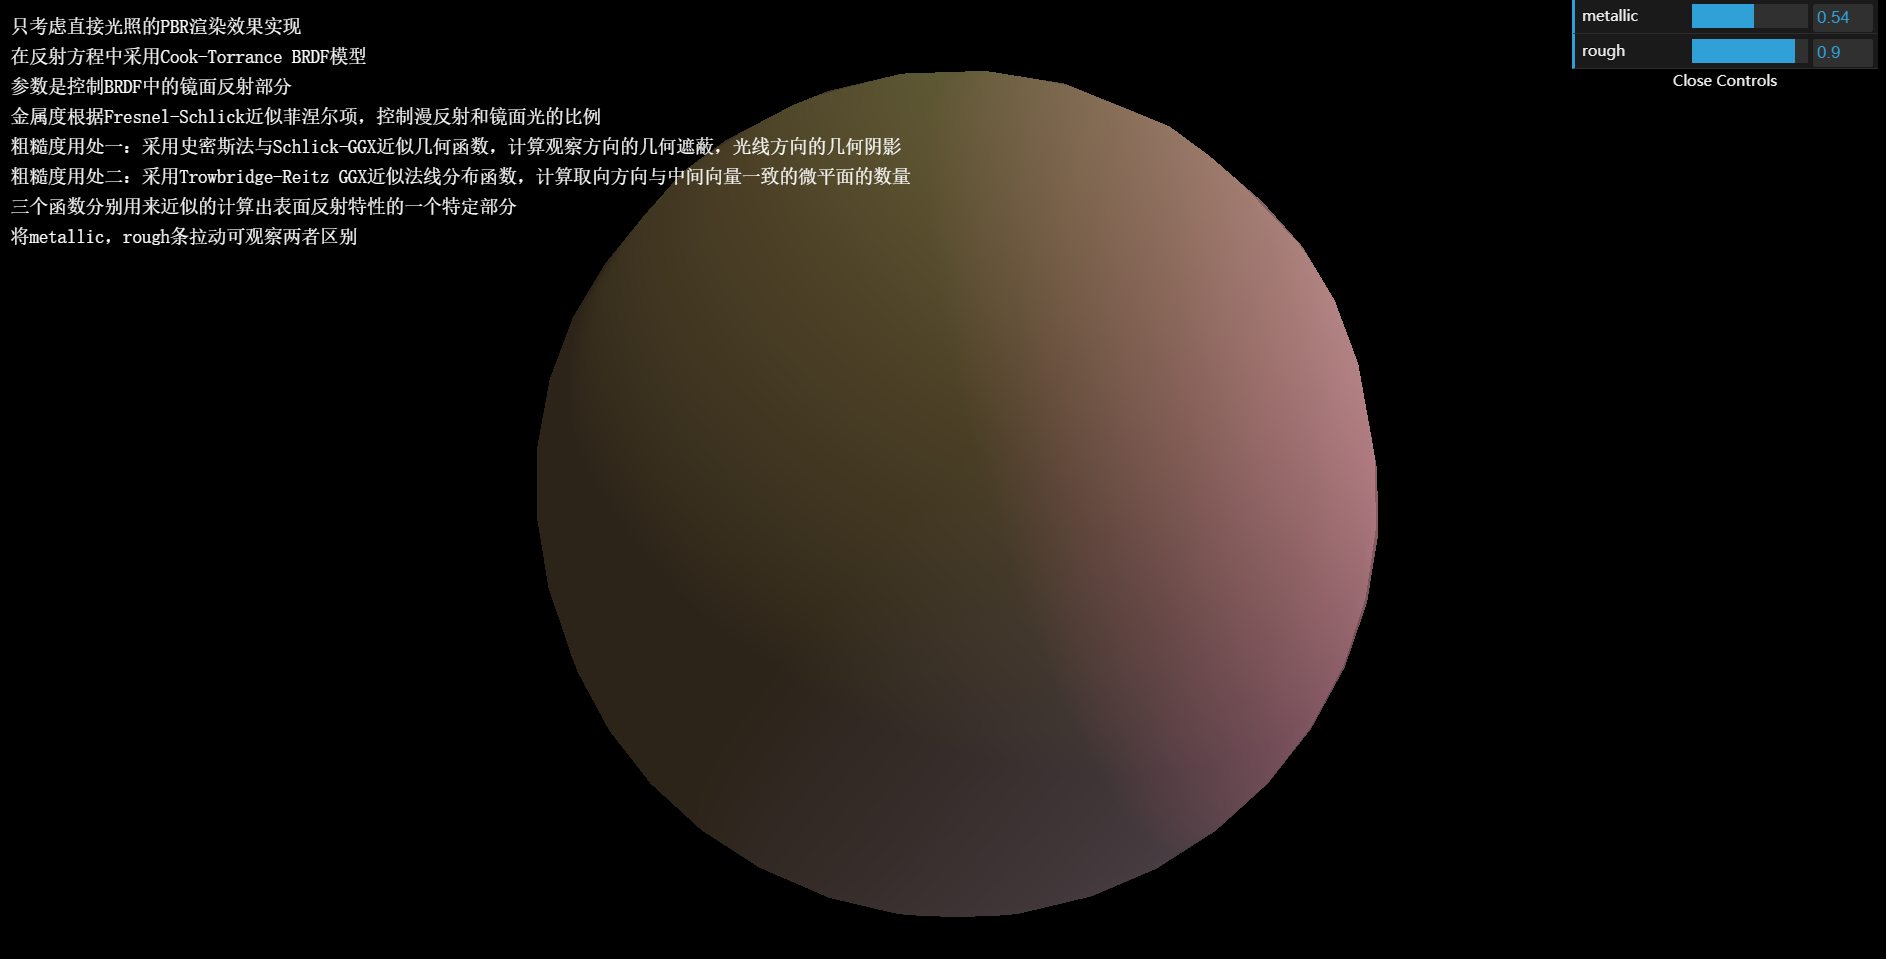 只考虑直接光照的PBR渲染效果实现
在反射方程中采用Cook-Torrance BRDF模型
参数是控制BRDF中的镜面反射部分
金属度根据Fresnel-Schlick近似菲涅尔项，控制漫反射和镜面光的比例
粗糙度用处一：采用史密斯法与Schlick-GGX近似几何函数，计算观察方向的几何遮蔽，光线方向的几何阴影
粗糙度用处二：采用Trowbridge-Reitz GGX近似法线分布函数，计算取向方向与中间向量一致的微平面的数量
三个函数分别用来近似的计算出表面反射特性的一个特定部分
将metallic，rough条拉动可观察两者区别
metallic 0.54
rough 0.9
Close Controls